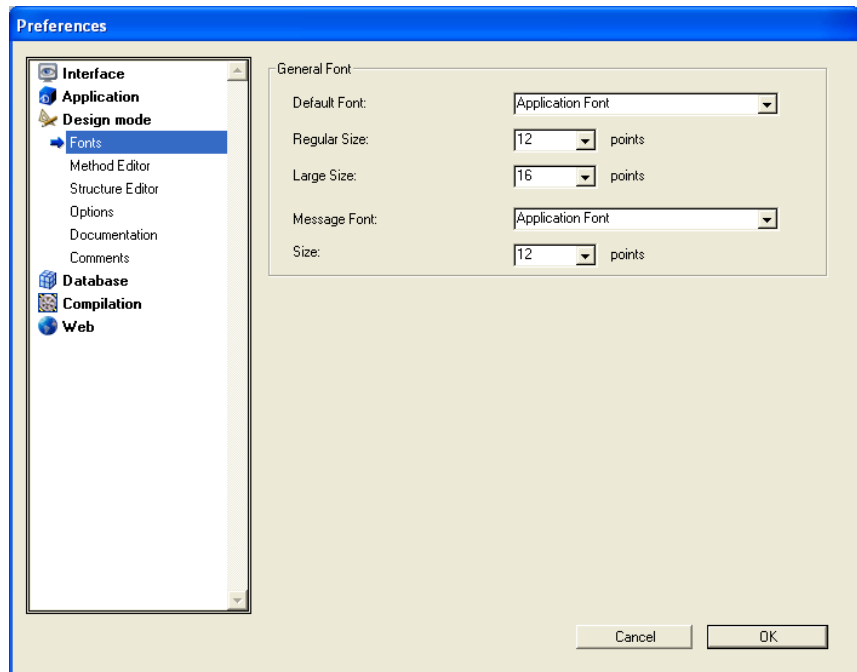 Preferences
Interface
Application
Design mode
Fonts
Method Editor
Structure Editor
Options
Documentation
Comments
Database
Compilation
Web
General Font
Default Font: Application Font
Regular Size: 12 points
Large Size: 16 points
Message Font: Application Font
Size: 12 points
Cancel OK